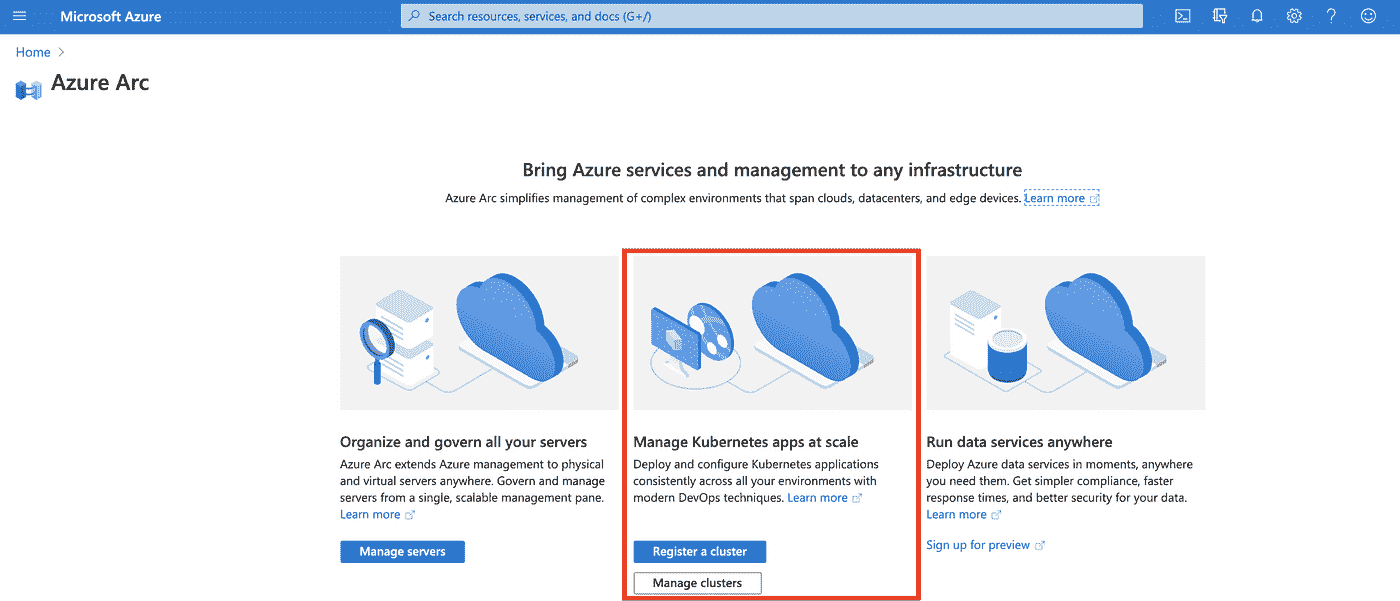 Microsoft Azure
Search resources, services, and docs (G+/)
Home
Azure Arc
Bring Azure services and management to any infrastructure
Azure Arc simplifies management of complex environments that span clouds, datacenters, and edge devices. Learn more
Organize and govern all your servers
Azure Arc extends Azure management to physical
and virtual servers anywhere. Govern and manage
servers from a single, scalable management pane.
Learn more
Manage servers
Manage Kubernetes apps at scale
Deploy and configure Kubernetes applications
consistently across all your environments with
modern DevOps techniques. Learn more
Register a cluster
Manage clusters
Run data services anywhere
Deploy Azure data services in moments, anywhere
you need them. Get simpler compliance, faster
response times, and better security for your data.
Learn more
Sign up for preview